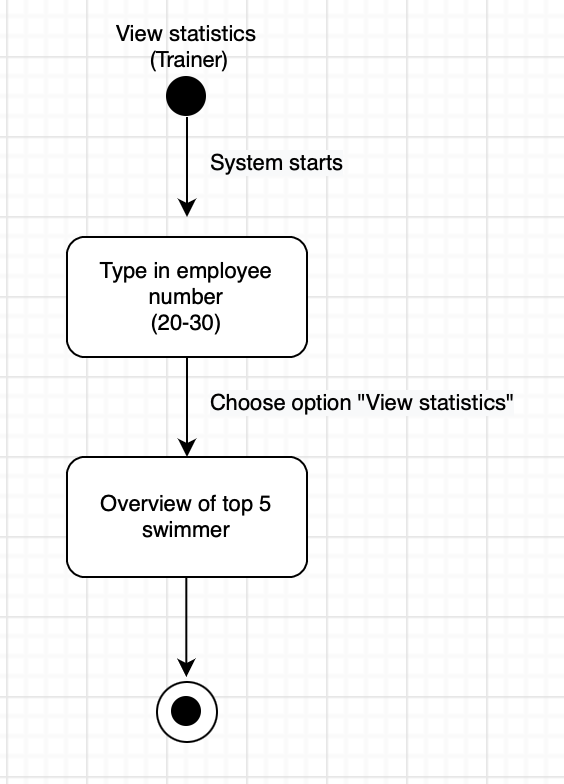 View statistics
(Trainer)
System starts
Type in employee
number
(20-30)
Choose option "View statistics"
Overview of top 5
swimmer